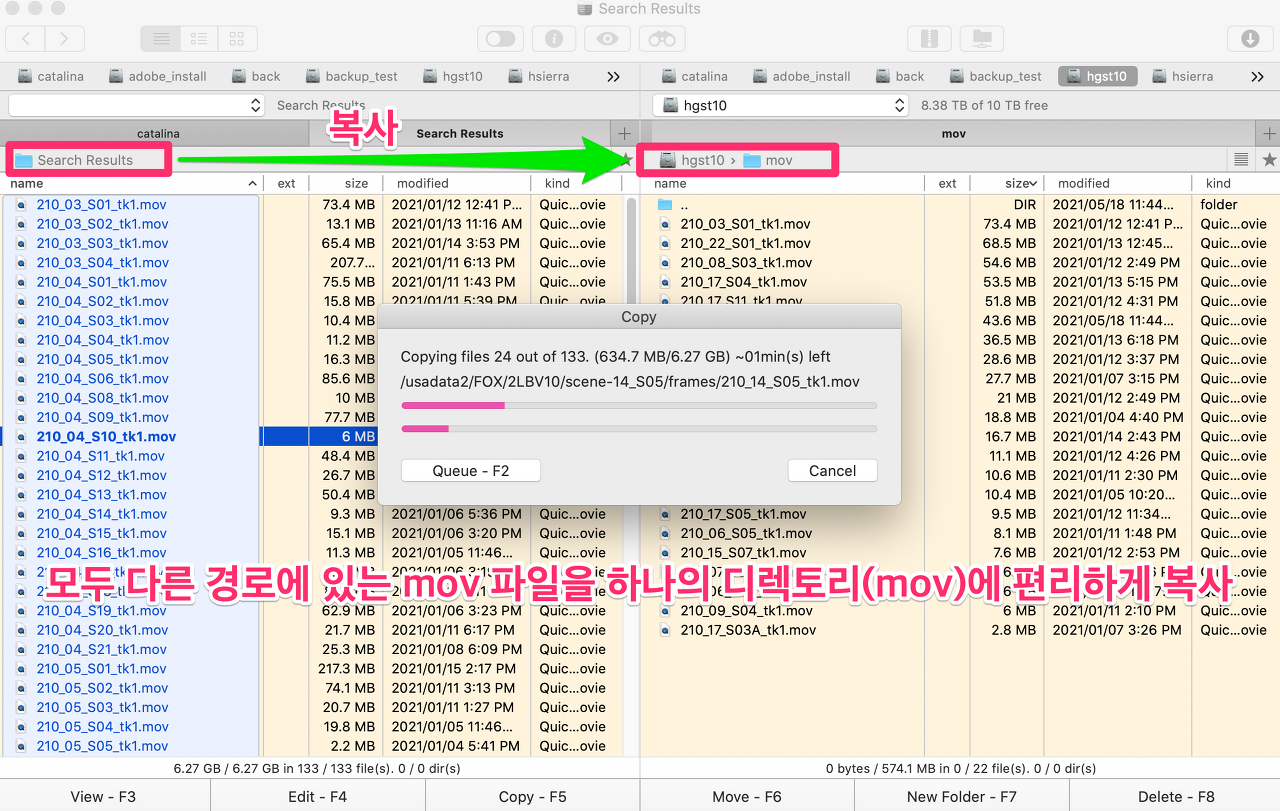 Search Results
catalina adobe_install back backup_test hgst10 hsierra »
catalina adobe_install back backup_test hgst10 hsierra »
Search Results
hgst10 8.38 TB of 10 TB free
복사
catalina Search Results +
mov +
Search Results
hgst10 › mov
name ext size modified kind
210_03_S01_tk1.mov 73.4 MB 2021/01/12 12:41 P... Quic...ovie
210_03_S02_tk1.mov 13.1 MB 2021/01/13 11:16 AM Quic...ovie
210_03_S03_tk1.mov 65.4 MB 2021/01/14 3:53 PM Quic...ovie
210_03_S04_tk1.mov 207.7... 2021/01/11 6:13 PM Quic...ovie
210_04_S01_tk1.mov 75.5 MB 2021/01/11 1:43 PM Quic...ovie
210_04_S02_tk1.mov 15.8 MB 2021/01/11 5:39 PM Quic...ovie
210_04_S03_tk1.mov 10.4 MB
210_04_S04_tk1.mov 11.2 MB
210_04_S05_tk1.mov 16.3 MB
210_04_S06_tk1.mov 85.6 MB
210_04_S08_tk1.mov 10 MB
210_04_S09_tk1.mov 77.7 MB
210_04_S10_tk1.mov 6 MB
210_04_S11_tk1.mov 48.4 MB
210_04_S12_tk1.mov 26.7 MB
210_04_S13_tk1.mov 50.4 MB
210_04_S14_tk1.mov 9.3 MB 2021/01/06 5:36 PM Quic...ovie
210_04_S15_tk1.mov 15.1 MB 2021/01/06 3:20 PM Quic...ovie
210_04_S16_tk1.mov 11.3 MB 2021/01/05 11:46... Quic...ovie
210_04_S19_tk1.mov 62.9 MB 2021/01/06 3:23 PM Quic...ovie
210_04_S20_tk1.mov 21.7 MB 2021/01/11 6:17 PM Quic...ovie
210_04_S21_tk1.mov 25.3 MB 2021/01/08 6:09 PM Quic...ovie
210_05_S01_tk1.mov 217.3 MB 2021/01/15 2:17 PM Quic...ovie
210_05_S02_tk1.mov 74.1 MB 2021/01/11 3:13 PM Quic...ovie
210_05_S03_tk1.mov 20.7 MB 2021/01/11 1:27 PM Quic...ovie
210_05_S04_tk1.mov 19.8 MB 2021/01/05 11:46... Quic...ovie
210_05_S05_tk1.mov 2.2 MB 2021/01/04 5:41 PM Quic...ovie
name ext size modified kind
.. DIR 2021/05/18 11:44... folder
210_03_S01_tk1.mov 73.4 MB 2021/01/12 12:41 P... Quic...ovie
210_22_S01_tk1.mov 68.5 MB 2021/01/13 12:45... Quic...ovie
210_08_S03_tk1.mov 54.6 MB 2021/01/12 2:49 PM Quic...ovie
210_17_S04_tk1.mov 53.5 MB 2021/01/13 5:15 PM Quic...ovie
210_17_S11_tk1.mov 51.8 MB 2021/01/12 4:31 PM Quic...ovie
43.6 MB 2021/05/18 11:44... Quic...ovie
36.5 MB 2021/01/13 6:18 PM Quic...ovie
28.6 MB 2021/01/12 3:37 PM Quic...ovie
27.7 MB 2021/01/07 3:15 PM Quic...ovie
21 MB 2021/01/12 2:49 PM Quic...ovie
18.8 MB 2021/01/04 4:40 PM Quic...ovie
16.7 MB 2021/01/14 2:43 PM Quic...ovie
11.1 MB 2021/01/12 4:26 PM Quic...ovie
10.6 MB 2021/01/11 2:30 PM Quic...ovie
10.4 MB 2021/01/05 10:20... Quic...ovie
210_17_S05_tk1.mov 9.5 MB 2021/01/12 11:34... Quic...ovie
210_06_S05_tk1.mov 8.1 MB 2021/01/11 1:48 PM Quic...ovie
210_15_S07_tk1.mov 7.6 MB 2021/01/12 2:53 PM Quic...ovie
210_09_S04_tk1.mov 6 MB 2021/01/11 2:10 PM Quic...ovie
210_17_S03A_tk1.mov 2.8 MB 2021/01/07 3:26 PM Quic...ovie
Copy
Copying files 24 out of 133. (634.7 MB/6.27 GB) ~01min(s) left
/usadata2/FOX/2LBV10/scene-14_S05/frames/210_14_S05_tk1.mov
Queue - F2 Cancel
모두 다른 경로에 있는 mov 파일을 하나의 디렉토리(mov)에 편리하게 복사
6.27 GB / 6.27 GB in 133 / 133 file(s). 0 / 0 dir(s)
0 bytes / 574.1 MB in 0 / 22 file(s). 0 / 0 dir(s)
View - F3 Edit - F4 Copy - F5 Move - F6 New Folder - F7 Delete - F8